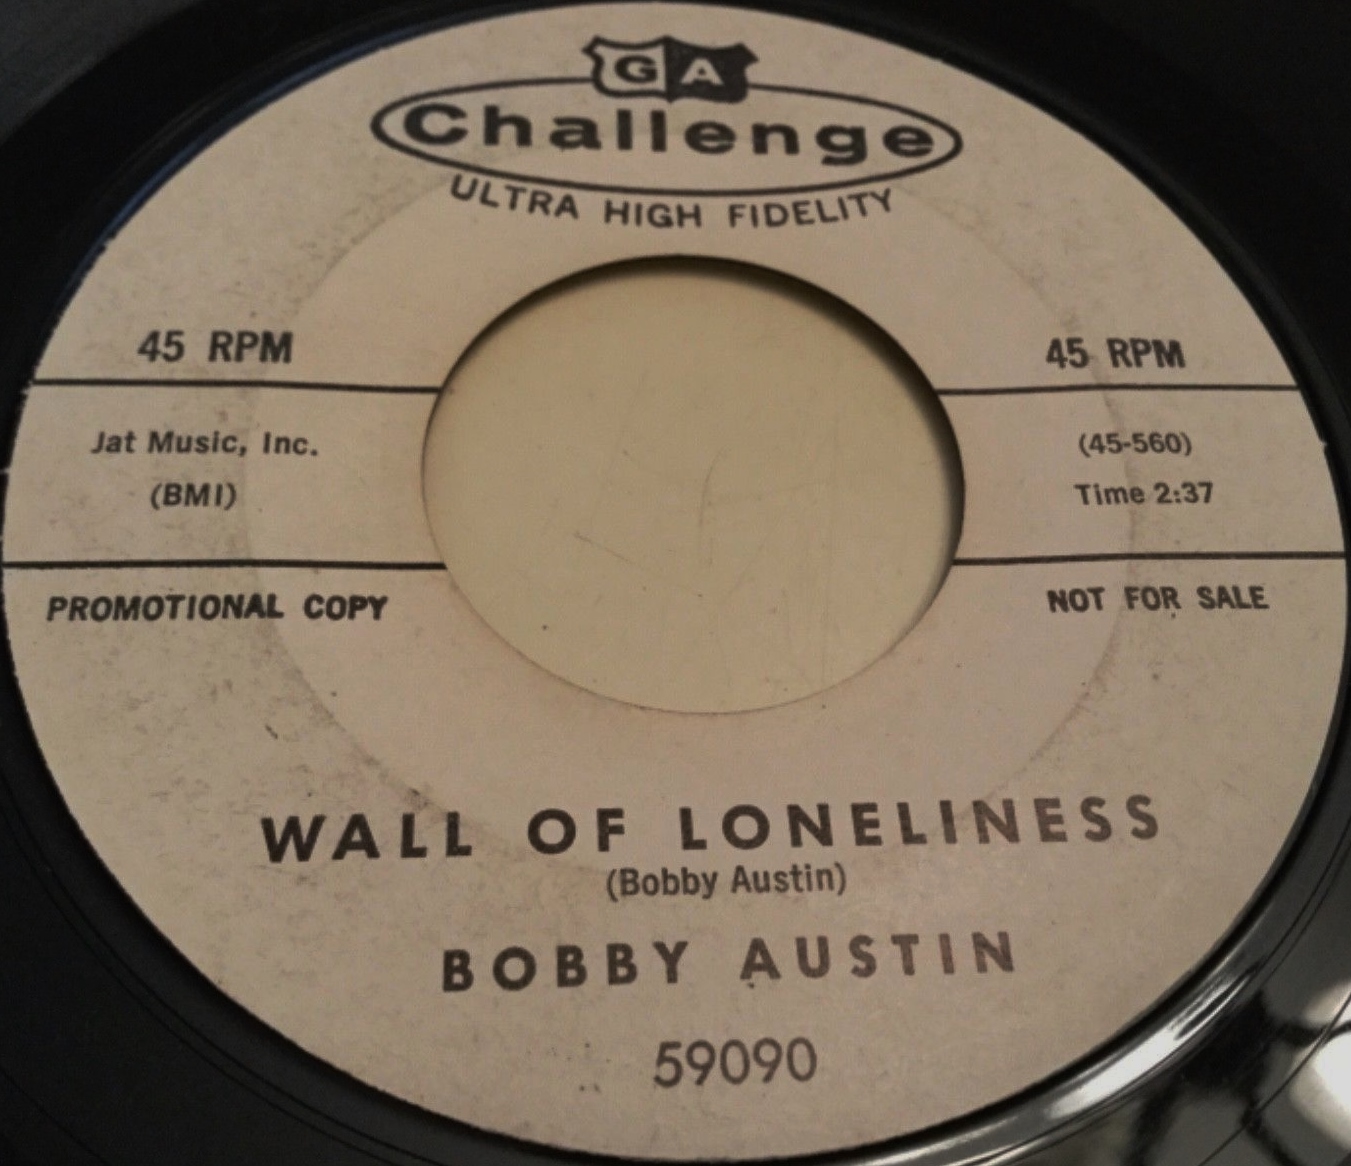 GA
Challenge
ULTRA HIGH FIDELITY
45 RPM
45 RPM
Jat Music, Inc.
(BMI)
(45-560)
Time 2:37
PROMOTIONAL COPY
NOT FOR SALE
WALL OF LONELINESS
(Bobby Austin)
BOBBY AUSTIN
59090